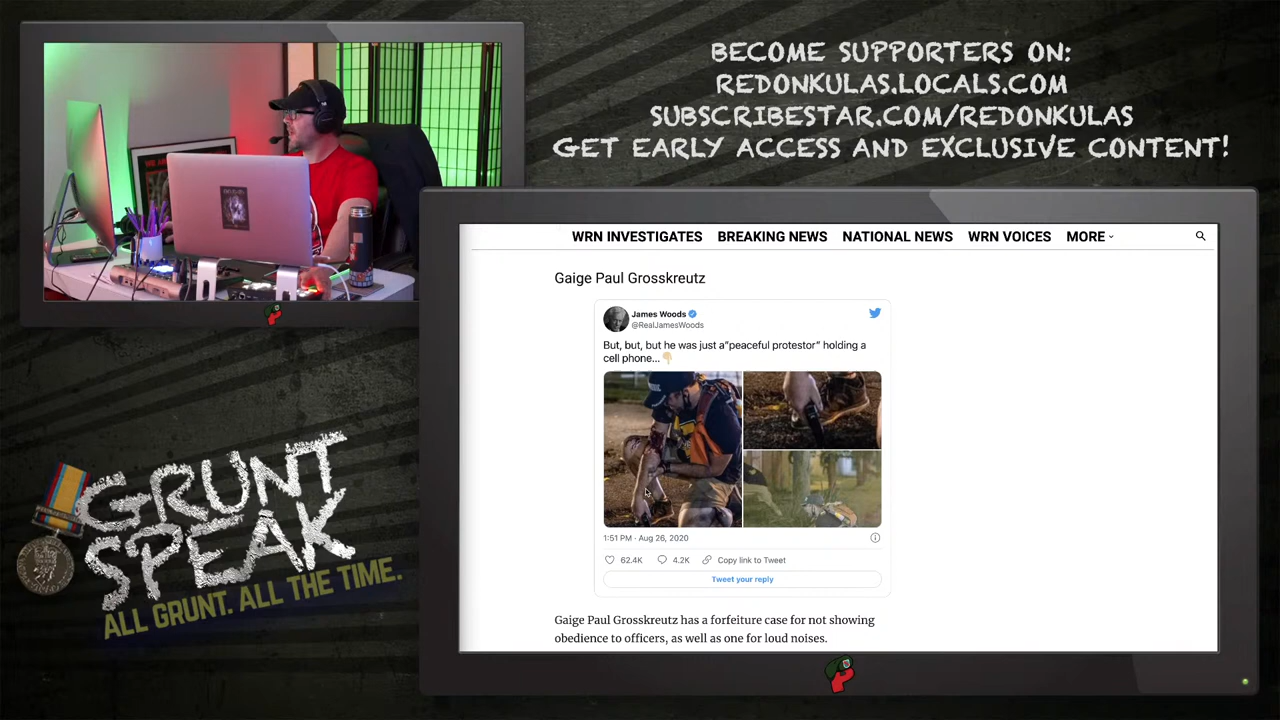 BECOME SUPPORTERS ON:
REDONKULAS.LOCALS.COM
SUBSCRIBESTAR.COM/REDONKULAS
GET EARLY ACCESS AND EXCLUSIVE CONTENT!
WRN INVESTIGATES BREAKING NEWS NATIONAL NEWS WRN VOICES MORE
Gaige Paul Grosskreutz
James Woods
@RealJamesWoods
But, but, but he was just a"peaceful protestor" holding a
cell phone...
1:51 PM · Aug 26, 2020
62.4K 4.2K Copy link to Tweet
Tweet your reply
Gaige Paul Grosskreutz has a forfeiture case for not showing
obedience to officers, as well as one for loud noises.
GRUNT
SPEAK
ALL GRUNT. ALL THE TIME.